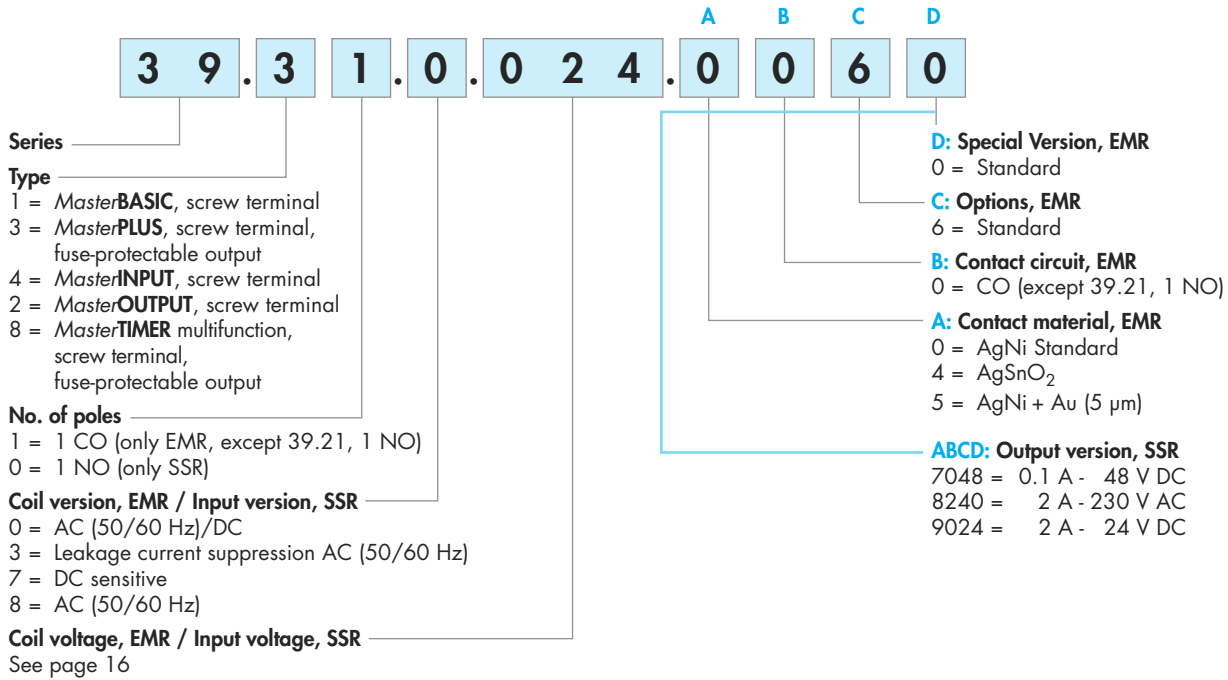 A B C D
3 9 . 3 1 . 0 . 0 2 4 . 0 0 6 0
Series
Type
1 = MasterBASIC, screw terminal
3 = MasterPLUS, screw terminal,
fuse-protectable output
4 = MasterINPUT, screw terminal
2 = MasterOUTPUT, screw terminal
8 = MasterTIMER multifunction,
screw terminal,
fuse-protectable output
No. of poles
1 = 1 CO (only EMR, except 39.21, 1 NO)
0 = 1 NO (only SSR)
Coil version, EMR / Input version, SSR
0 = AC (50/60 Hz)/DC
3 = Leakage current suppression AC (50/60 Hz)
7 = DC sensitive
8 = AC (50/60 Hz)
Coil voltage, EMR / Input voltage, SSR
See page 16
D: Special Version, EMR
0 = Standard
C: Options, EMR
6 = Standard
B: Contact circuit, EMR
0 = CO (except 39.21, 1 NO)
A: Contact material, EMR
0 = AgNi Standard
4 = AgSnO2
5 = AgNi + Au (5 µm)
ABCD: Output version, SSR
7048 = 0.1 A - 48 V DC
8240 = 2 A - 230 V AC
9024 = 2 A - 24 V DC